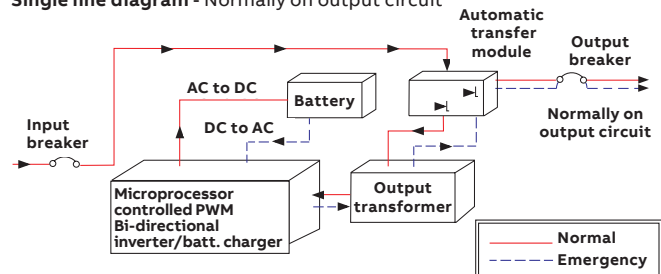 Single line diagram - Normally on output circuit
Automatic
transfer
module
Output
breaker
AC to DC
Battery
DC to AC
Input
breaker
Normally on
output circuit
Microprocessor
controlled PWM
Bi-directional
inverter/batt. charger
Output
transformer
Normal
Emergency